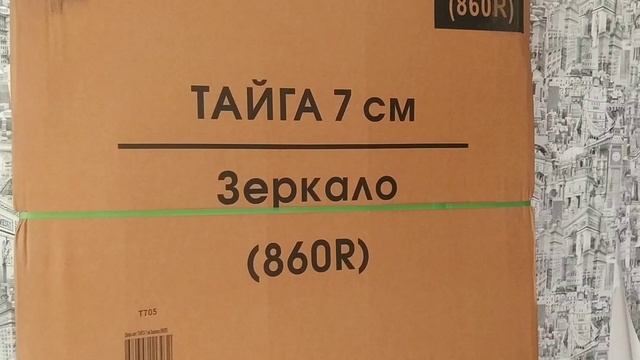 (860R)
ТАЙГА 7 см
Зеркало
(860R)
T705